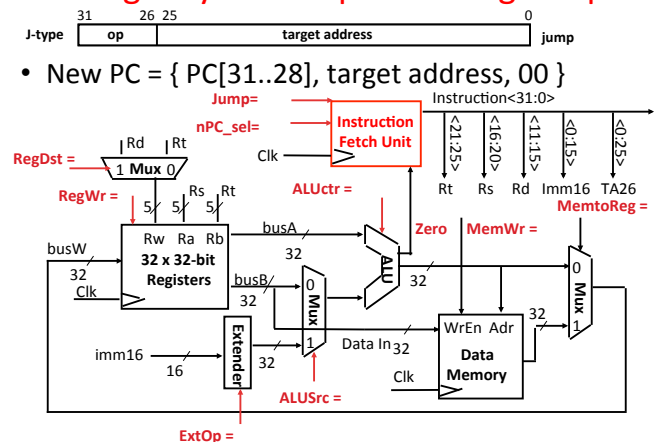 31 26 25 0
J-type op target address jump
• New PC = { PC[31..28], target address, 00 }
Jump= Instruction<31:0>
nPC_sel= Instruction Fetch Unit
<21:25> <16:20> <11:15> <0:15> <0:25>
Rd Rt Clk
RegDst = 1 Mux 0
Rt Rs Rd Imm16 TA26
RegWr = Rs Rt ALUctr = MemtoReg =
5 5 5 Zero MemWr =
busW Rw Ra Rb busA
32 32 x 32-bit Registers 32 ALU 32 0
Clk busB 0 Mux Mux
32 32 WrEn Adr 32 1
imm16 Extender 1 Data In 32 Data Memory
16 32 Clk
ALUSrc =
ExtOp =